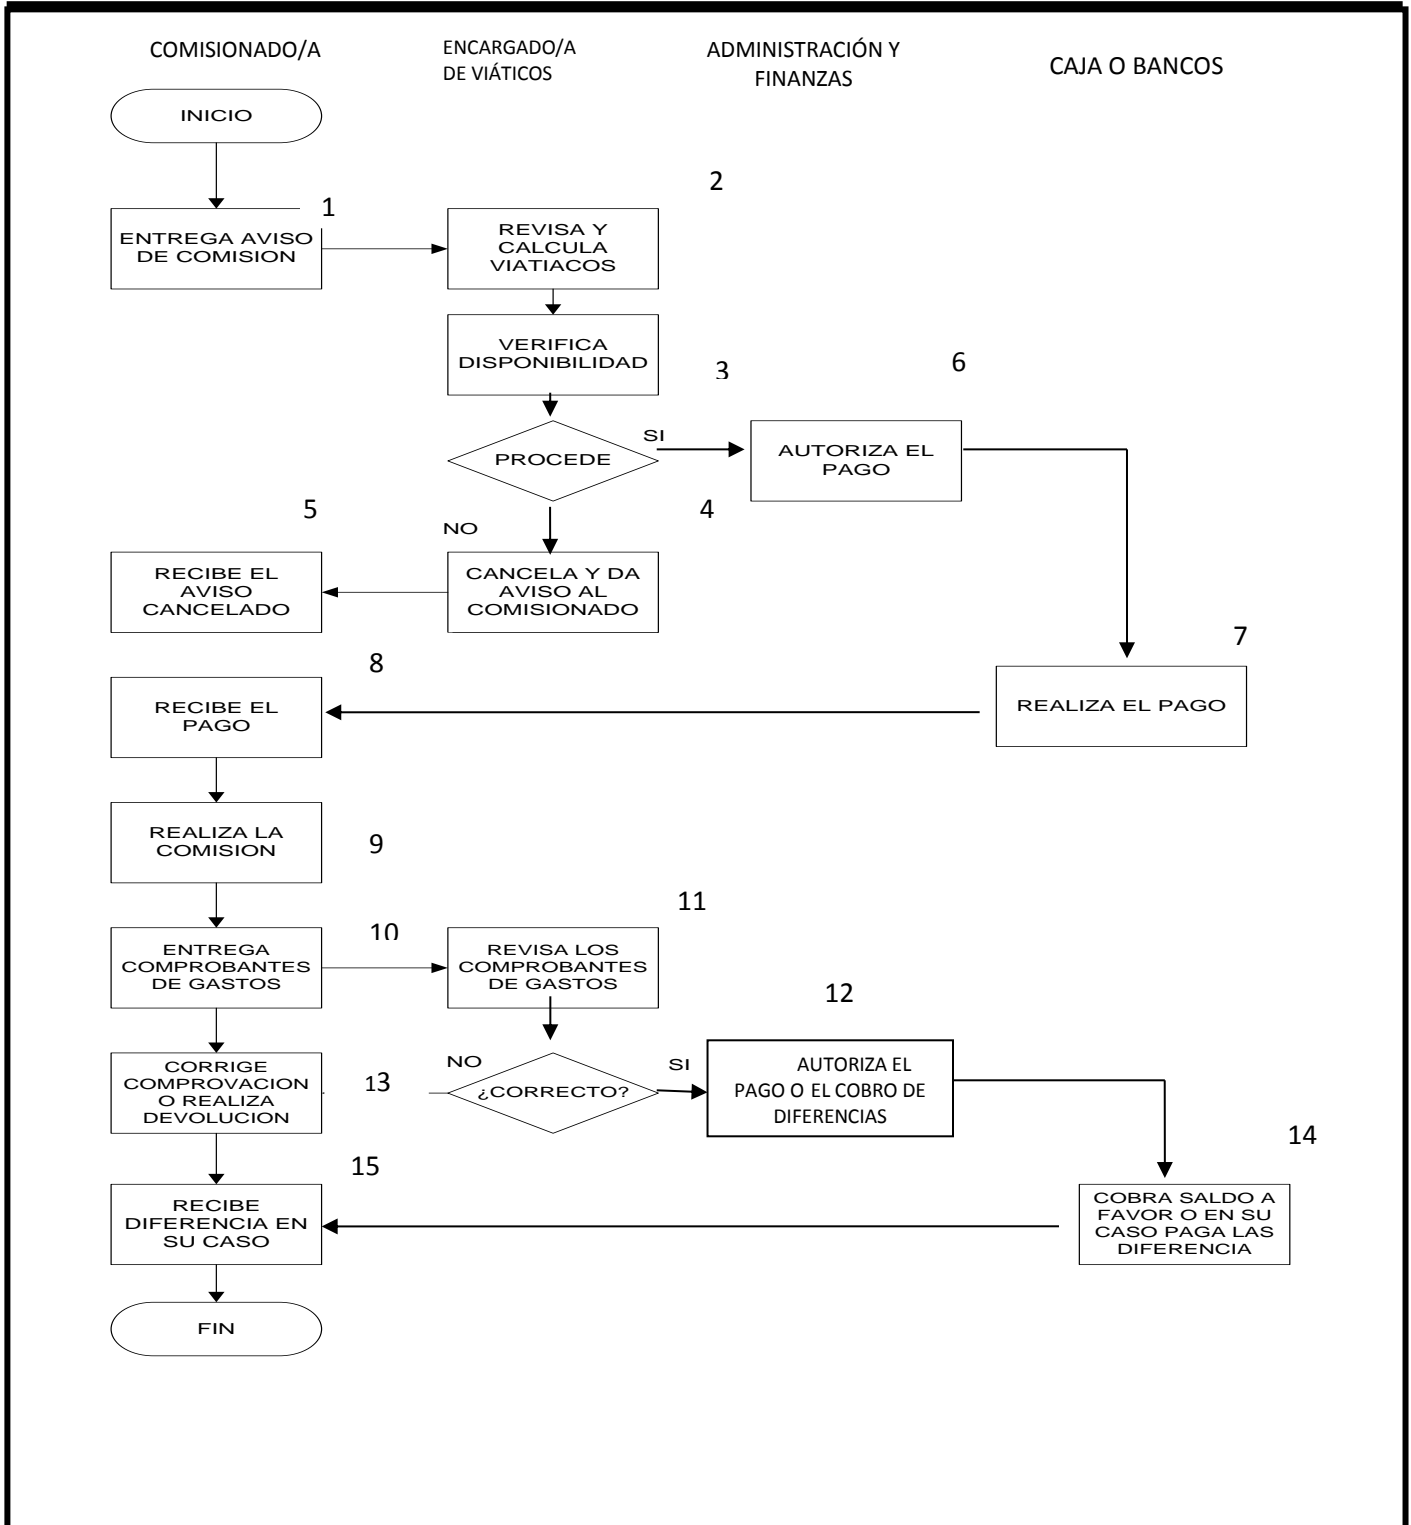 COMISIONADO/A
ENCARGADO/A
DE VIÁTICOS
ADMINISTRACIÓN Y
FINANZAS
CAJA O BANCOS
INICIO
1
ENTREGA AVISO
DE COMISION
2
REVISA Y
CALCULA
VIATIACOS
VERIFICA
DISPONIBILIDAD
3
6
PROCEDE
SI
AUTORIZA EL
PAGO
5
NO
4
RECIBE EL
AVISO
CANCELADO
CANCELA Y DA
AVISO AL
COMISIONADO
7
8
RECIBE EL
PAGO
REALIZA EL PAGO
REALIZA LA
COMISION
9
ENTREGA
COMPROBANTES
DE GASTOS
10
11
REVISA LOS
COMPROBANTES
DE GASTOS
12
CORRIGE
COMPROVACION
O REALIZA
DEVOLUCION
13
NO
¿CORRECTO?
SI
AUTORIZA EL
PAGO O EL COBRO DE
DIFERENCIAS
14
15
RECIBE
DIFERENCIA EN
SU CASO
COBRA SALDO A
FAVOR O EN SU
CASO PAGA LAS
DIFERENCIA
FIN